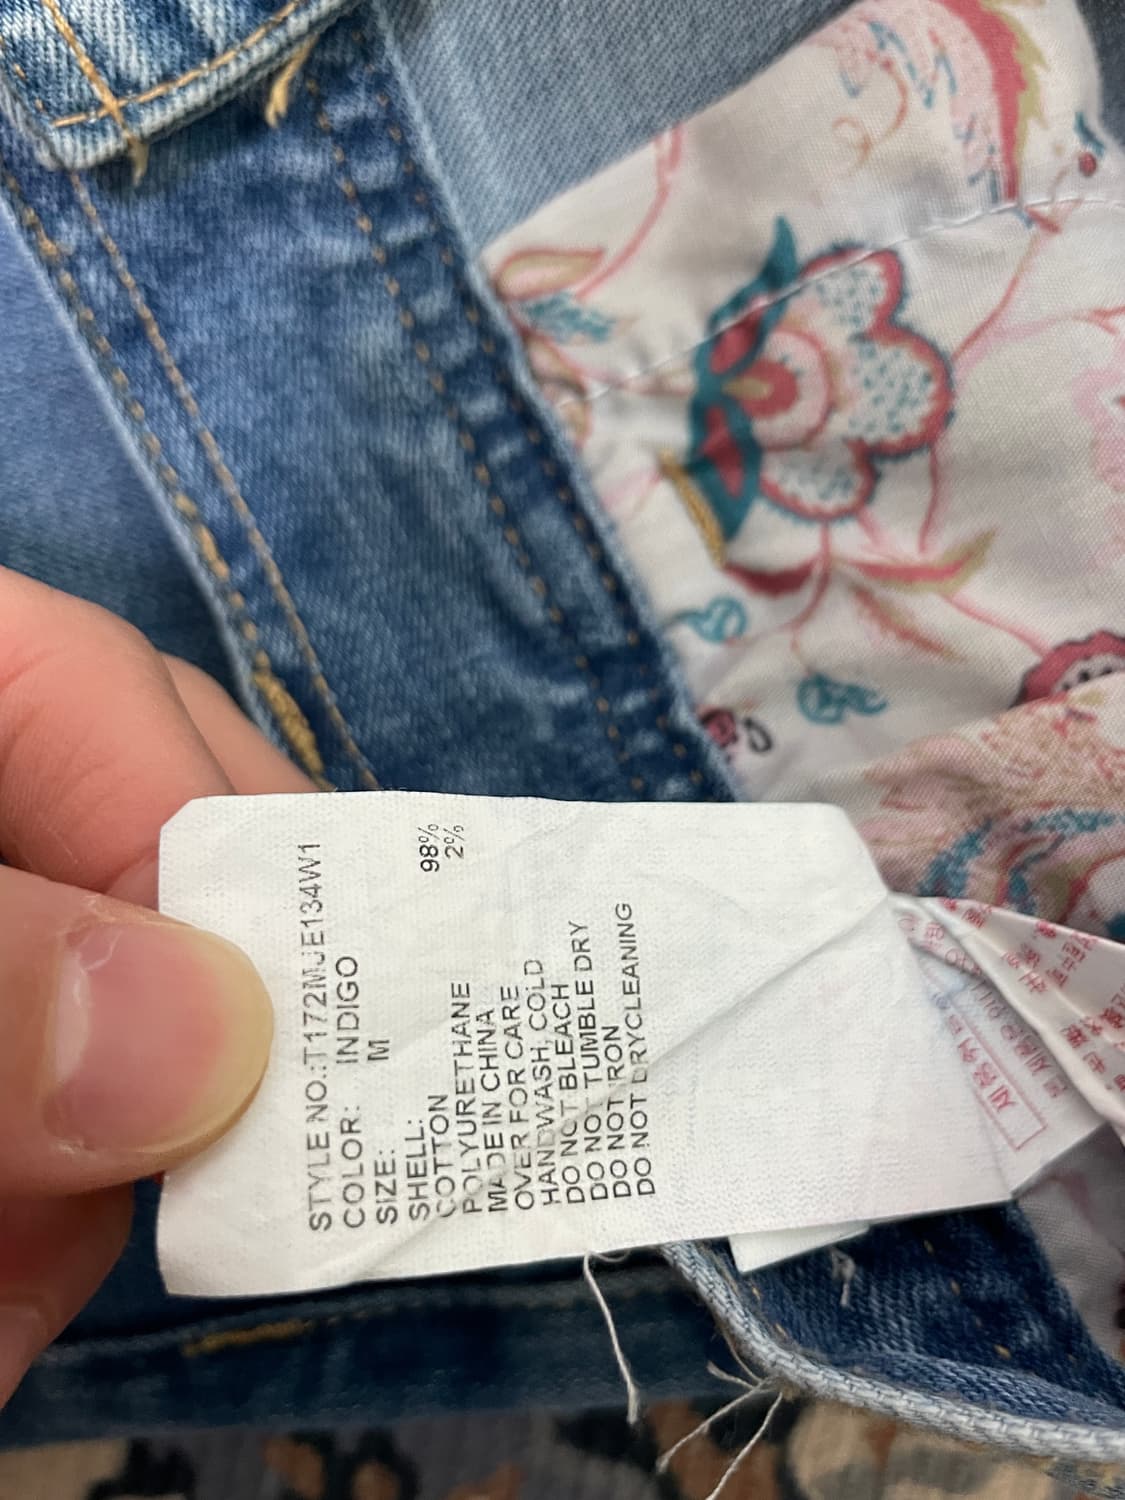 STYLE NO.:T172MJE134W1
COLOR: INDIGO
SIZE: M
SHELL:
COTTON 98%
POLYURETHANE 2%
MADE IN CHINA
OVER FOR CARE
HANDWASH, COLD
DO NOT BLEACH
DO NOT TUMBLE DRY
DO NOT IRON
DO NOT DRYCLEANING